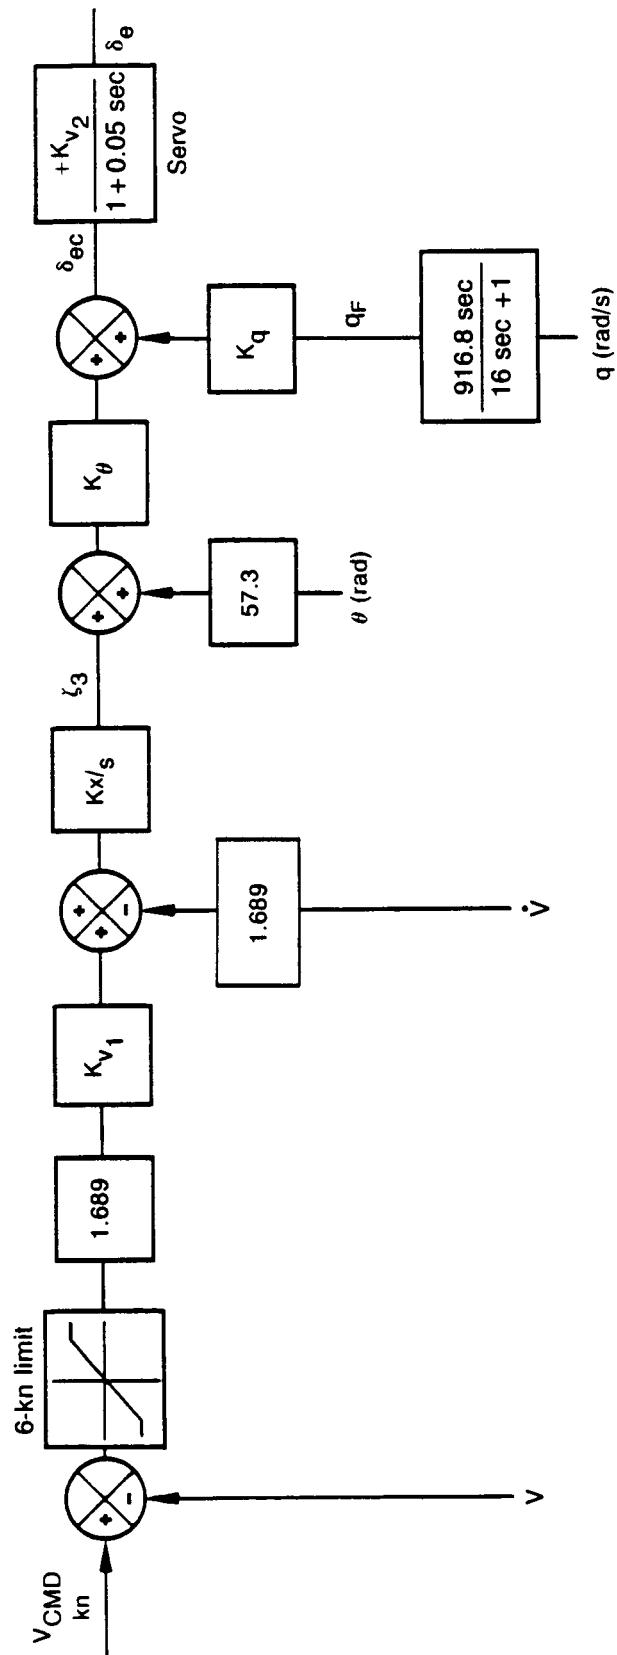 V_CMD
kn
+
-
V
6-kn limit
1.689
K_v₁
+
+
-
1.689
V̇
Kx/s
ζ₃
+
+
57.3
θ (rad)
K_θ
+
+
K_q
q_F
916.8 sec
16 sec +1
q (rad/s)
δ_ec
+K_v₂
1+0.05 sec
Servo
δ_e